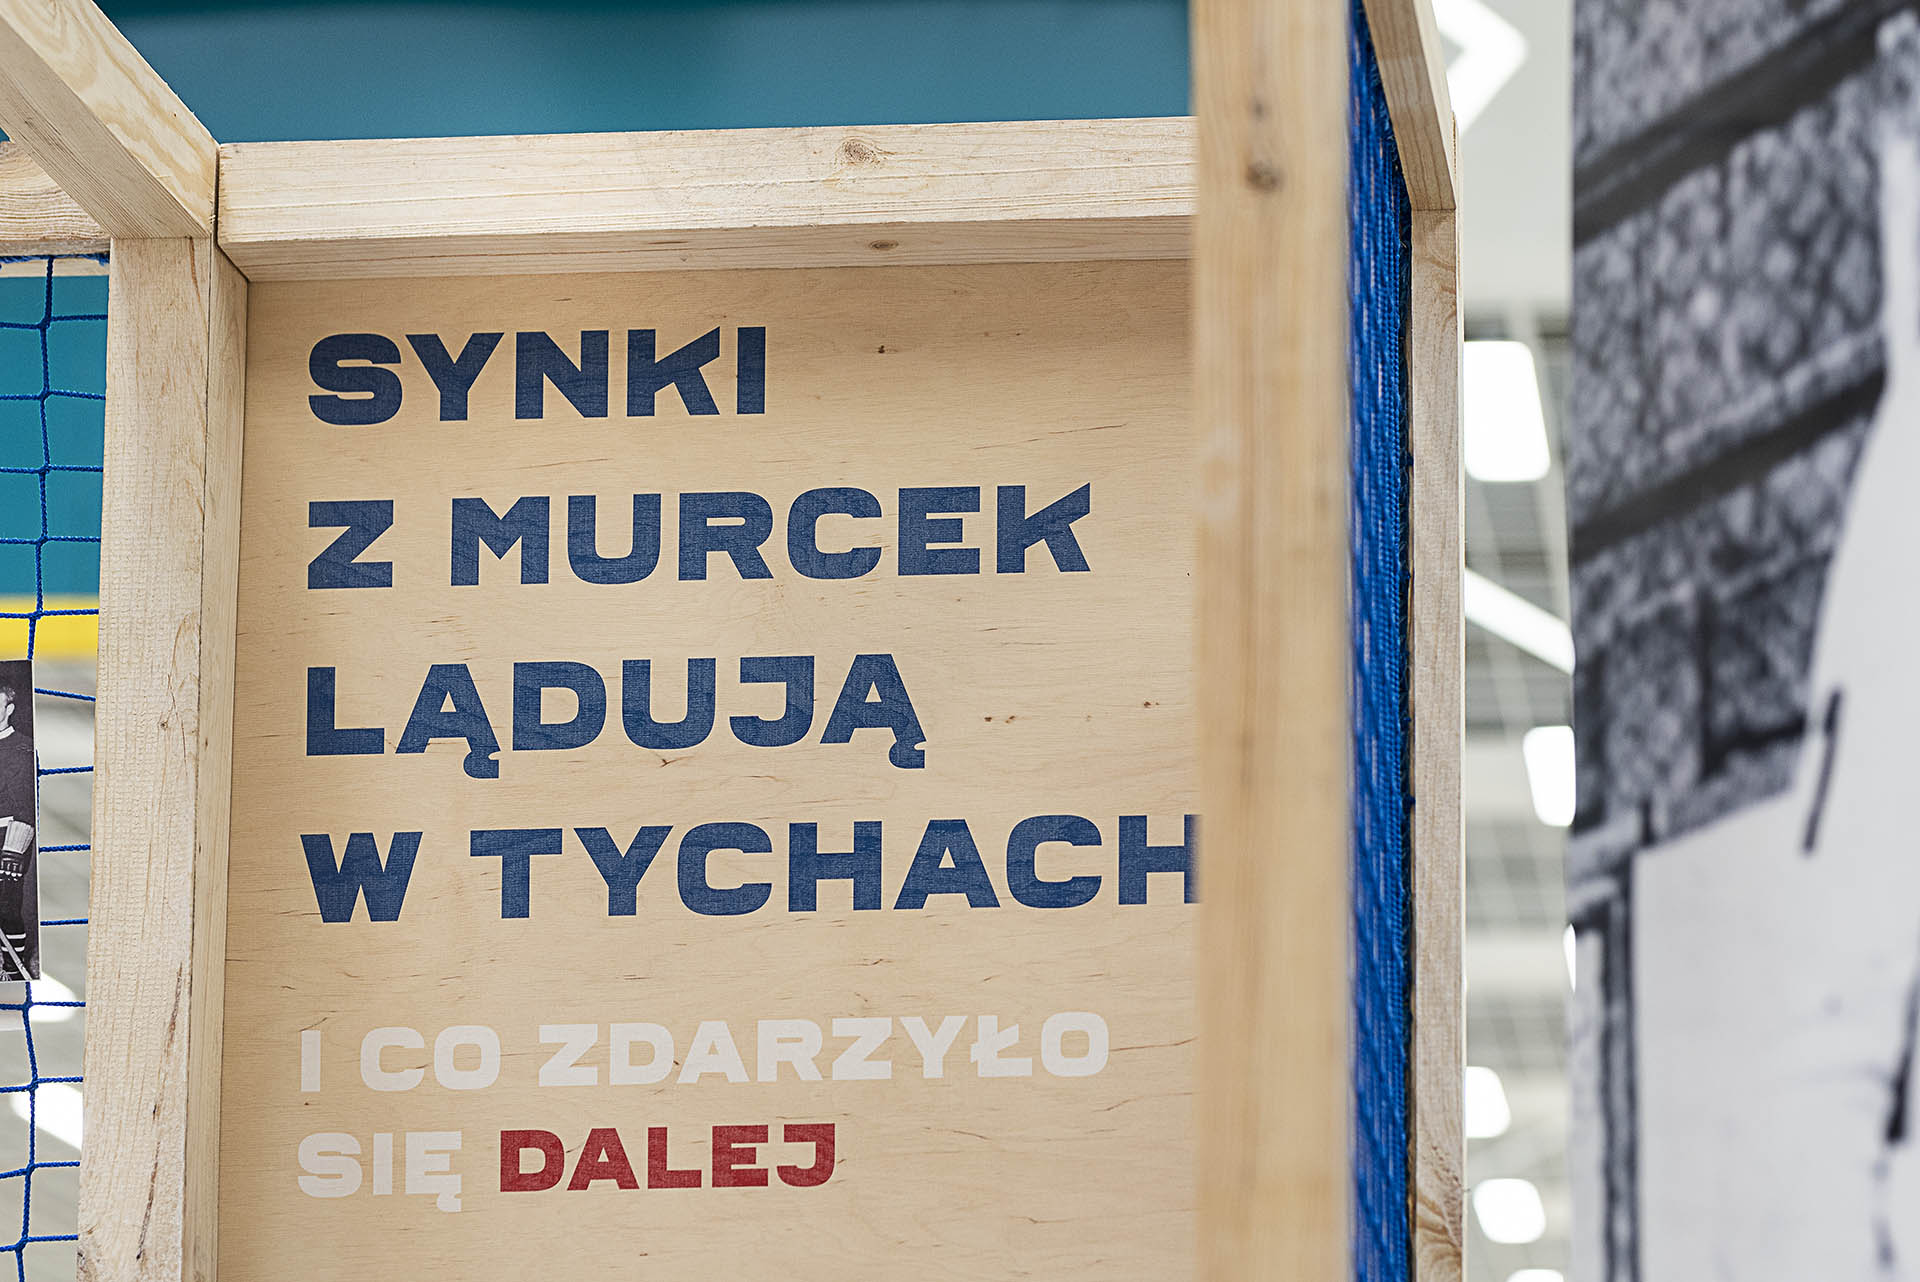 SYNKI
Z MURCEK
LĄDUJĄ
W TYCHACH
I CO ZDARZYŁO
SIĘ DALEJ